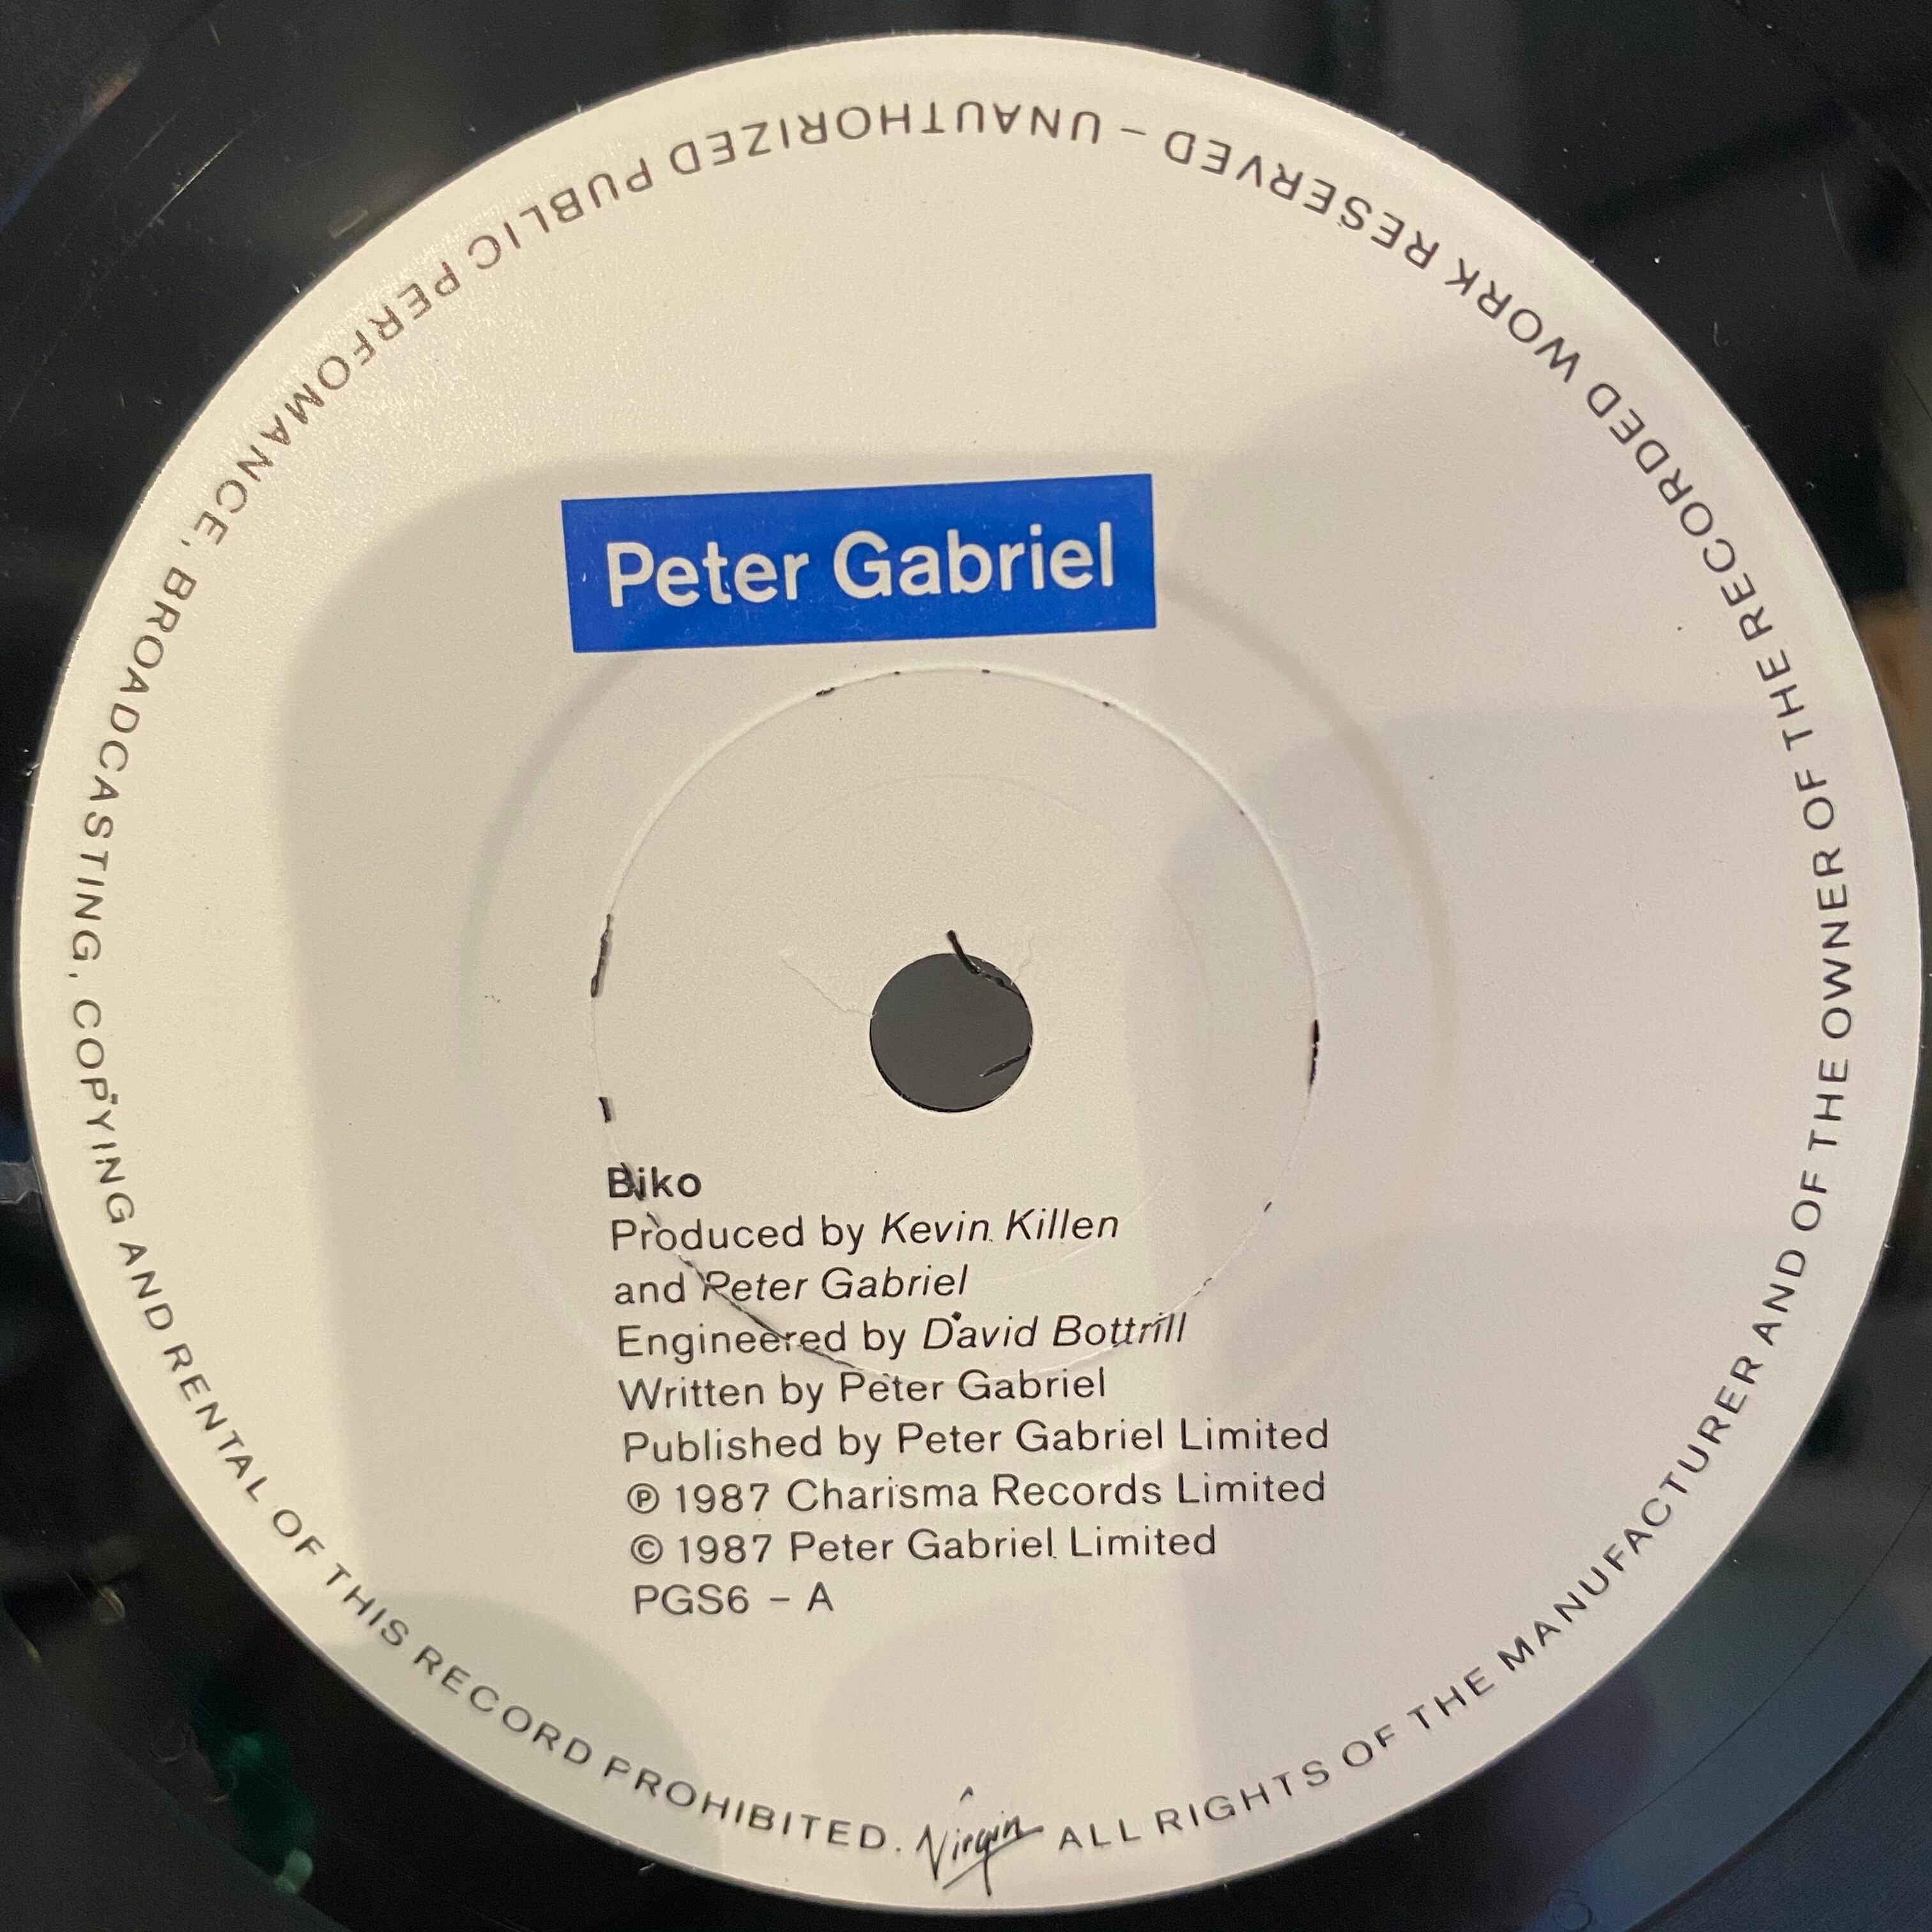 Peter Gabriel
Biko
Produced by Kevin Killen
and Peter Gabriel
Engineered by David Bottrill
Written by Peter Gabriel
Published by Peter Gabriel Limited
℗ 1987 Charisma Records Limited
© 1987 Peter Gabriel Limited
PGS6 – A
ALL RIGHTS OF THE MANUFACTURER AND OF THE OWNER OF THE RECORDED WORK RESERVED – UNAUTHORIZED PUBLIC PERFOMANCE, BROADCASTING, COPYING AND RENTAL OF THIS RECORD PROHIBITED.
Virgin